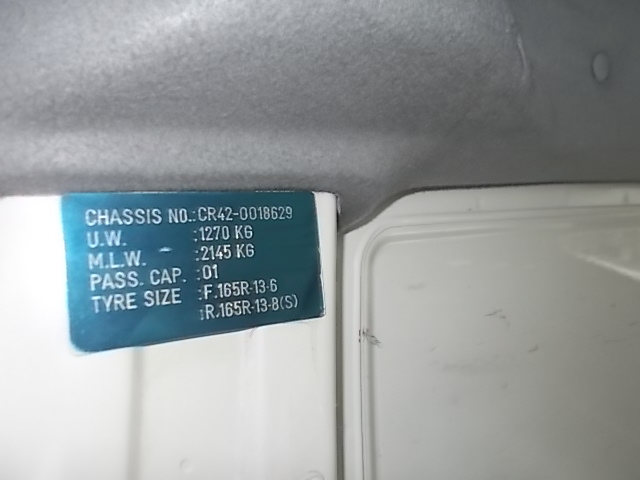 CHASSIS NO.:CR42-0018629
U.W. :1270 KG
M.L.W. :2145 KG
PASS. CAP. :01
TYRE SIZE :F.165R-13-6
:R.165R-13-8(S)